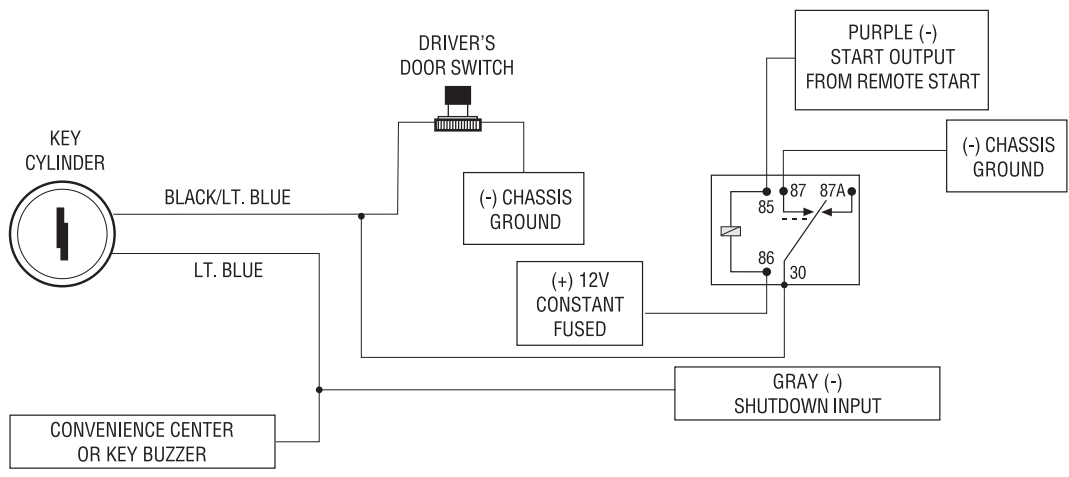 DRIVER'S
DOOR SWITCH
PURPLE (-)
START OUTPUT
FROM REMOTE START
KEY
CYLINDER
(-) CHASSIS
GROUND
BLACK/LT. BLUE
(-) CHASSIS
GROUND
85
87
87A
LT. BLUE
86
30
(+) 12V
CONSTANT
FUSED
GRAY (-)
SHUTDOWN INPUT
CONVENIENCE CENTER
OR KEY BUZZER